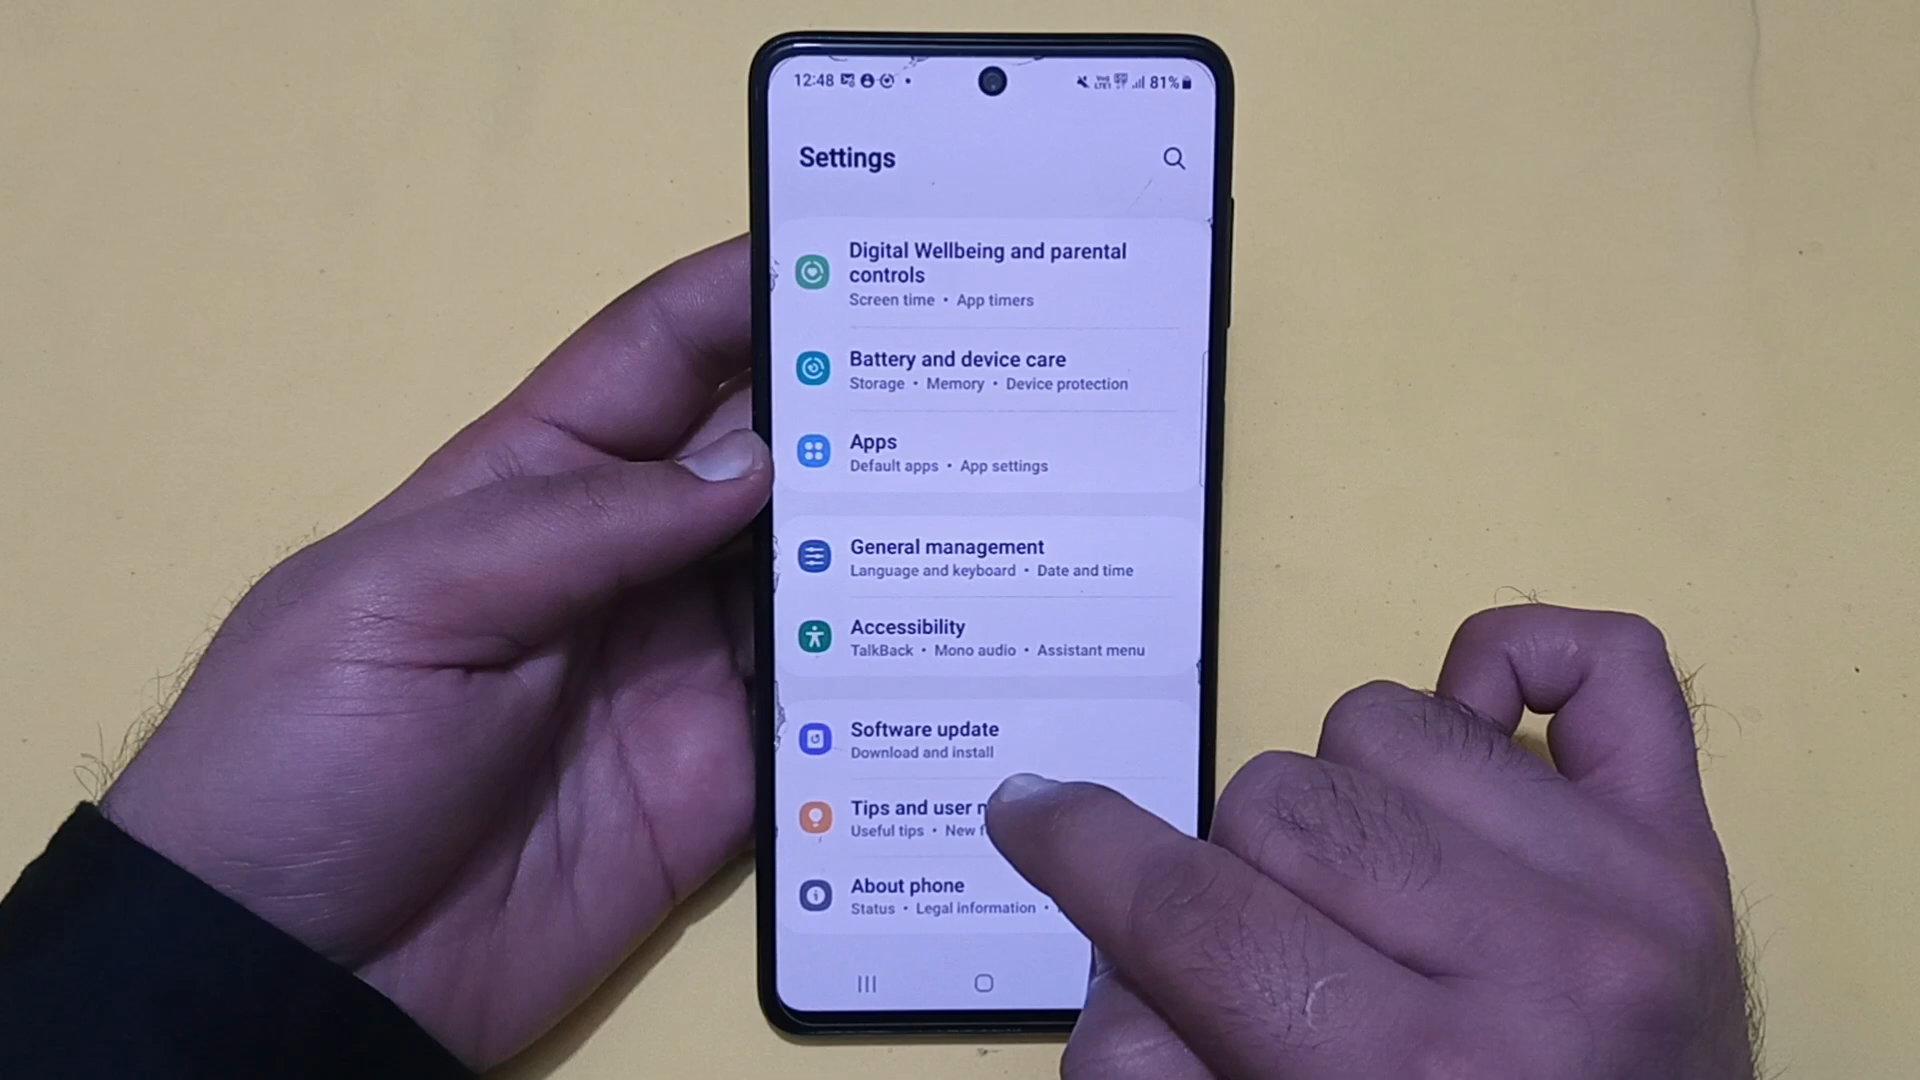 12:48 81%
Settings
Digital Wellbeing and parental
controls
Screen time • App timers
Battery and device care
Storage • Memory • Device protection
Apps
Default apps • App settings
General management
Language and keyboard • Date and time
Accessibility
TalkBack • Mono audio • Assistant menu
Software update
Download and install
Tips and user
Useful tips • New
About phone
Status • Legal information •